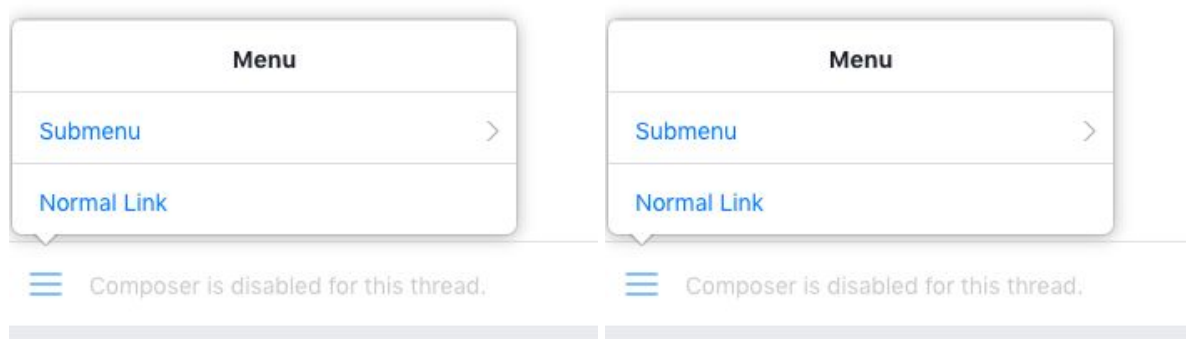 Menu
Submenu
Normal Link
Composer is disabled for this thread.
Menu
Submenu
Normal Link
Composer is disabled for this thread.